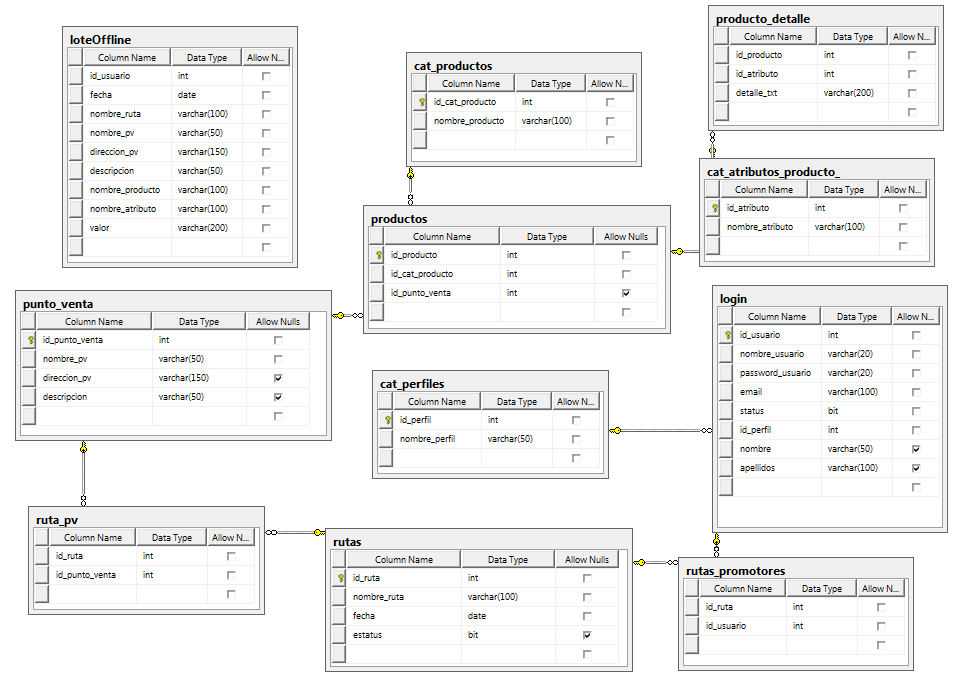 loteOffline
Column Name Data Type Allow N...
id_usuario int
fecha date
nombre_ruta varchar(100)
nombre_pv varchar(50)
direccion_pv varchar(150)
descripcion varchar(50)
nombre_producto varchar(100)
nombre_atributo varchar(100)
valor varchar(200)
cat_productos
Column Name Data Type Allow N...
id_cat_producto int
nombre_producto varchar(100)
producto_detalle
Column Name Data Type Allow N...
id_producto int
id_atributo int
detalle_txt varchar(200)
cat_atributos_producto_
Column Name Data Type Allow N...
id_atributo int
nombre_atributo varchar(100)
productos
Column Name Data Type Allow Nulls
id_producto int
id_cat_producto int
id_punto_venta int
punto_venta
Column Name Data Type Allow Nulls
id_punto_venta int
nombre_pv varchar(50)
direccion_pv varchar(150)
descripcion varchar(50)
login
Column Name Data Type Allow N...
id_usuario int
nombre_usuario varchar(20)
password_usuario varchar(20)
email varchar(100)
status bit
id_perfil int
nombre varchar(50)
apellidos varchar(100)
cat_perfiles
Column Name Data Type Allow N...
id_perfil int
nombre_perfil varchar(50)
ruta_pv
Column Name Data Type Allow N...
id_ruta int
id_punto_venta int
rutas
Column Name Data Type Allow Nulls
id_ruta int
nombre_ruta varchar(100)
fecha date
estatus bit
rutas_promotores
Column Name Data Type Allow N...
id_ruta int
id_usuario int